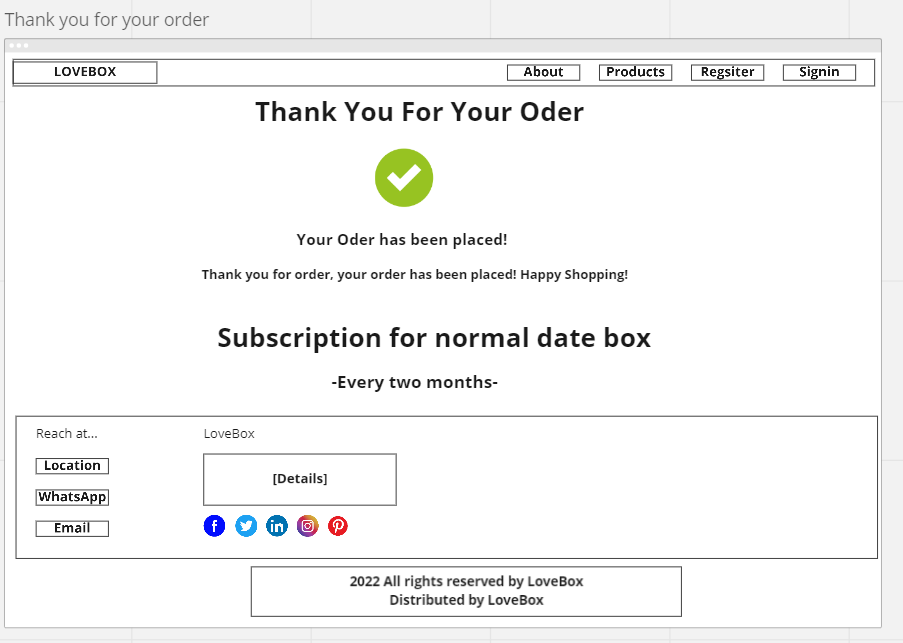 Thank you for your order
LOVEBOX
About
Products
Regsiter
Signin
Thank You For Your Oder
Your Oder has been placed!
Thank you for order, your order has been placed! Happy Shopping!
Subscription for normal date box
-Every two months-
Reach at...
LoveBox
Location
[Details]
WhatsApp
Email
2022 All rights reserved by LoveBox
Distributed by LoveBox